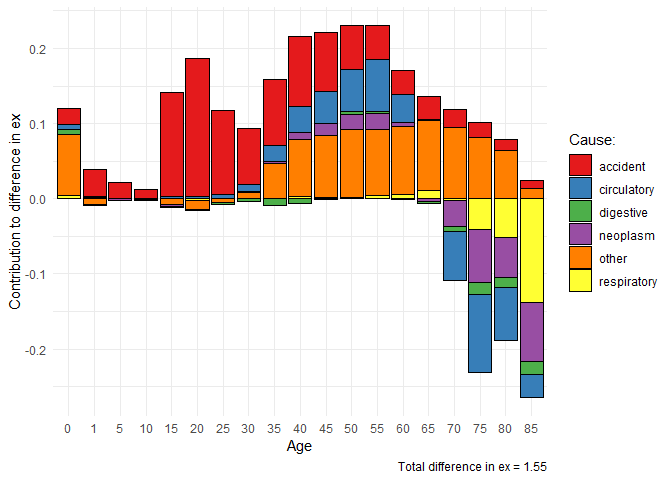 Contribution to difference in ex
0.2
0.1
0.0
-0.1
-0.2
0 1 5 10 15 20 25 30 35 40 45 50 55 60 65 70 75 80 85
Age
Total difference in ex = 1.55
Cause:
accident
circulatory
digestive
neoplasm
other
respiratory